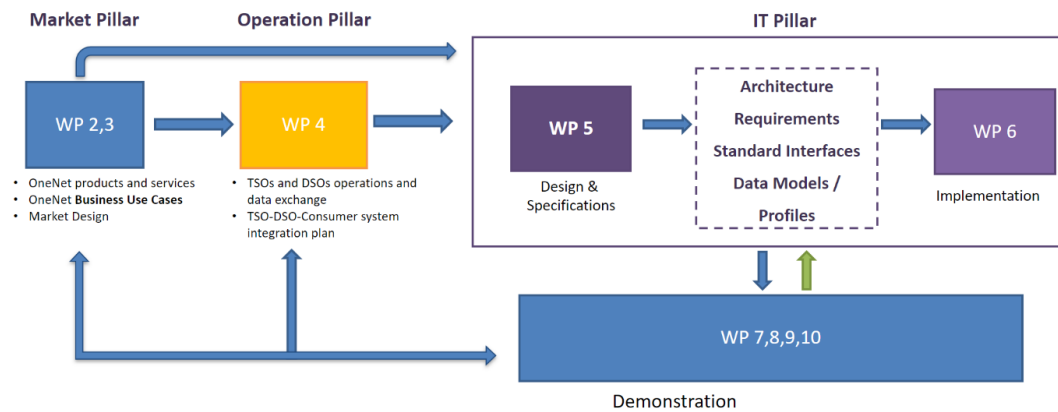 Market Pillar
Operation Pillar
IT Pillar
WP 2,3
WP 4
WP 5
Architecture
Requirements
Standard Interfaces
Data Models /
Profiles
WP 6
• OneNet products and services
• OneNet Business Use Cases
• Market Design
• TSOs and DSOs operations and
data exchange
• TSO-DSO-Consumer system
integration plan
Design &
Specifications
Implementation
WP 7,8,9,10
Demonstration